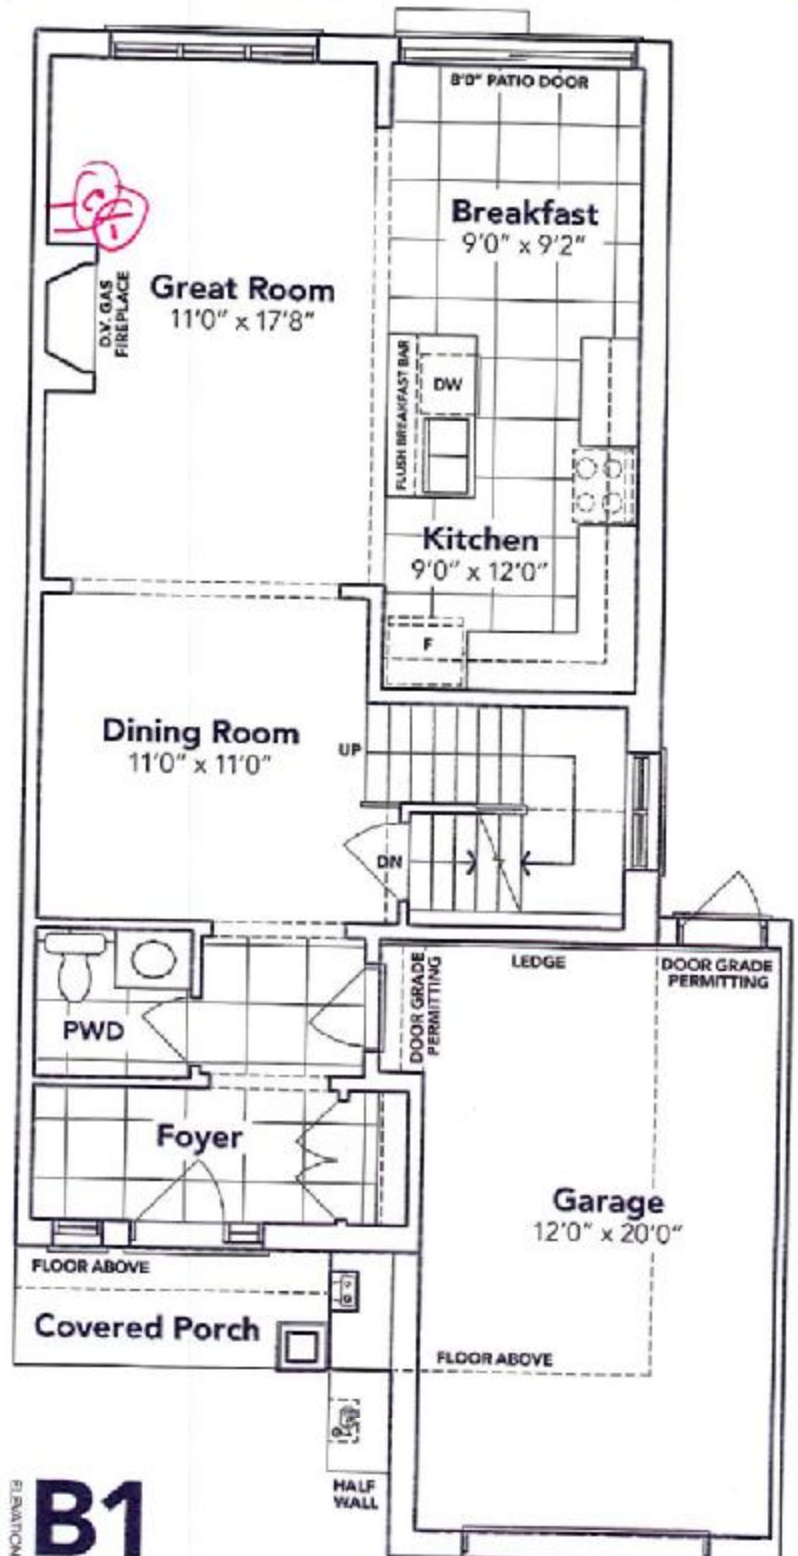 8'0" PATIO DOOR
Breakfast
9'0" x 9'2"
Great Room
11'0" x 17'8"
D.V. GAS
FIREPLACE
FLUSH BREAKFAST BAR
DW
Kitchen
9'0" x 12'0"
F
Dining Room
11'0" x 11'0"
UP
DN
LEDGE
DOOR GRADE
PERMITTING
DOOR GRADE
PERMITTING
PWD
Foyer
Garage
12'0" x 20'0"
FLOOR ABOVE
Covered Porch
FLOOR ABOVE
HALF
WALL
ELEVATION
B1